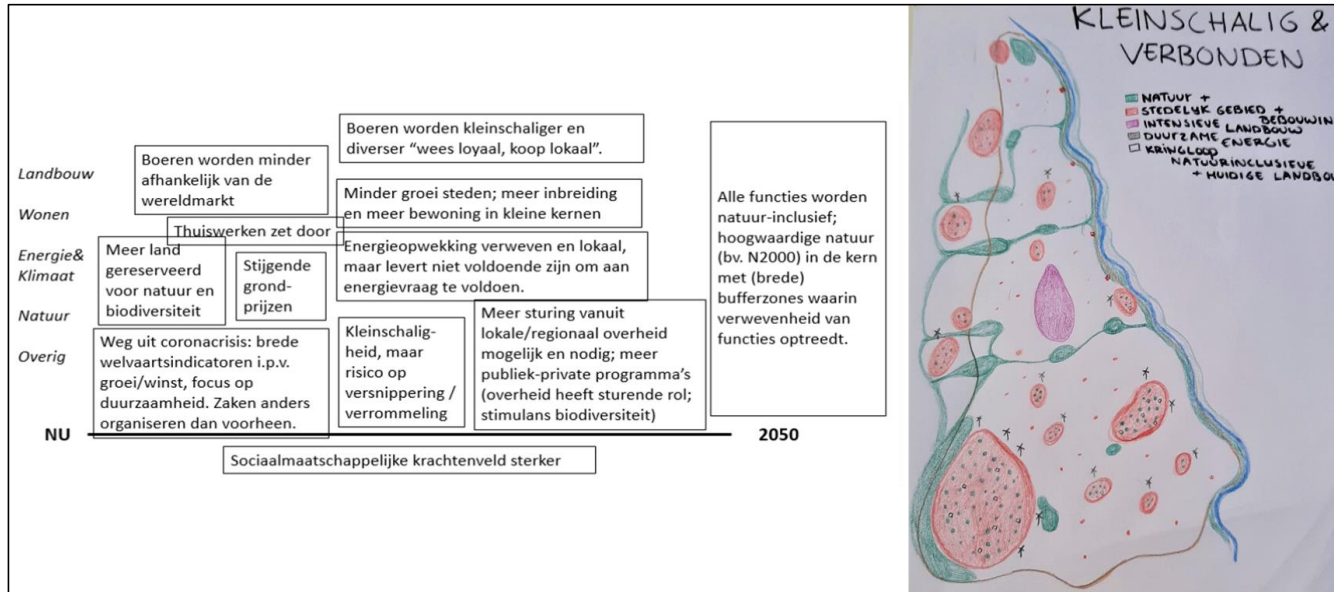 Landbouw
Wonen
Energie&
Klimaat
Natuur
Overig
Boeren worden minder
afhankelijk van de
wereldmarkt
Boeren worden kleinschaliger en
diverser “wees loyaal, koop lokaal”.
Thuiswerken zet door
Minder groei steden; meer inbreiding
en meer bewoning in kleine kernen
Meer land
gereserveerd
voor natuur en
biodiversiteit
Stijgende
grond-
prijzen
Energieopwekking verweven en lokaal,
maar levert niet voldoende zijn om aan
energievraag te voldoen.
Weg uit coronacrisis: brede
welvaartsindicatoren i.p.v.
groei/winst, focus op
duurzaamheid. Zaken anders
organiseren dan voorheen.
Kleinschalig-
heid, maar
risico op
versnippering /
verrommeling
Meer sturing vanuit
lokale/regionaal overheid
mogelijk en nodig; meer
publiek-private programma’s
(overheid heeft sturende rol;
stimulans biodiversiteit)
Alle functies worden
natuur-inclusief;
hoogwaardige natuur
(bv. N2000) in de kern
met (brede)
bufferzones waarin
verwevenheid van
functies optreedt.
NU
2050
Sociaalmaatschappelijke krachtenveld sterker
KLEINSCHALIG &
VERBONDEN
NATUUR +
STEDELYK GEBIED +
BEBOUWIN
INTENSIEVE LANDBOUW
DUURZAME ENERGIE
KRINGLOOP
NATUURINCLUSIEVE
+ HUIDIGE LANDBOU